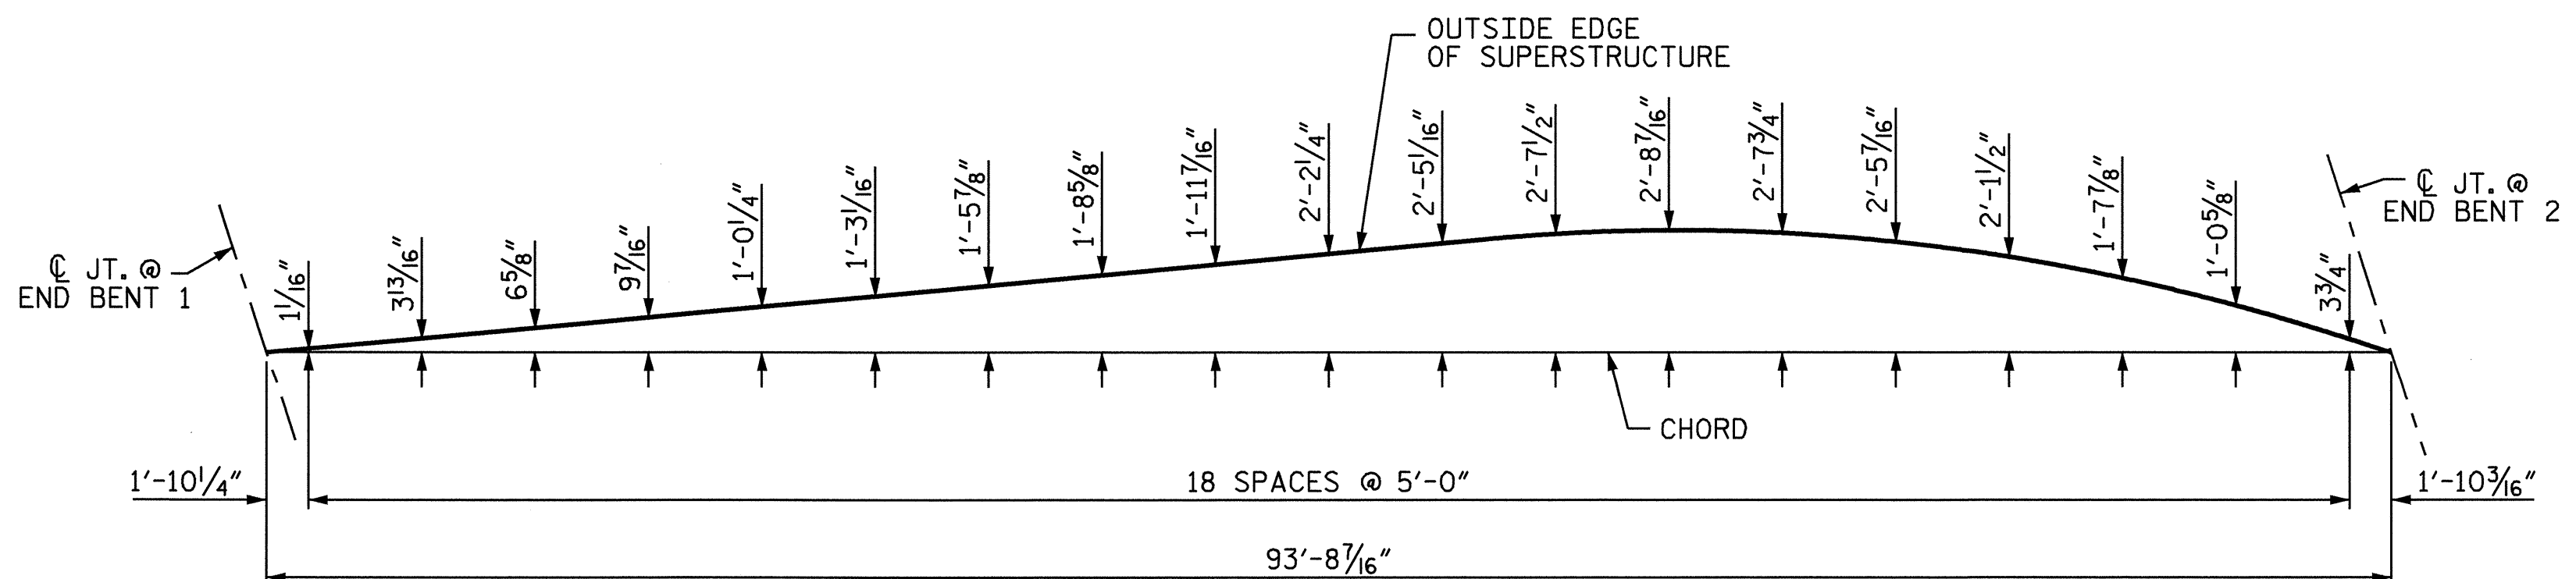 OUTSIDE EDGE
OF SUPERSTRUCTURE
℄ JT. @
END BENT 1
1 1/16"
3 13/16"
6 5/8"
9 7/16"
1'-0 1/4"
1'-3 1/16"
1'-5 7/8"
1'-8 5/8"
1'-11 7/16"
2'-2 1/4"
2'-5 1/16"
2'-7 1/2"
2'-8 7/16"
2'-7 3/4"
2'-5 7/16"
2'-1 1/2"
1'-7 7/8"
1'-0 5/8"
3 3/4"
℄ JT. @
END BENT 2
CHORD
1'-10 1/4"
18 SPACES @ 5'-0"
1'-10 3/16"
93'-8 7/16"